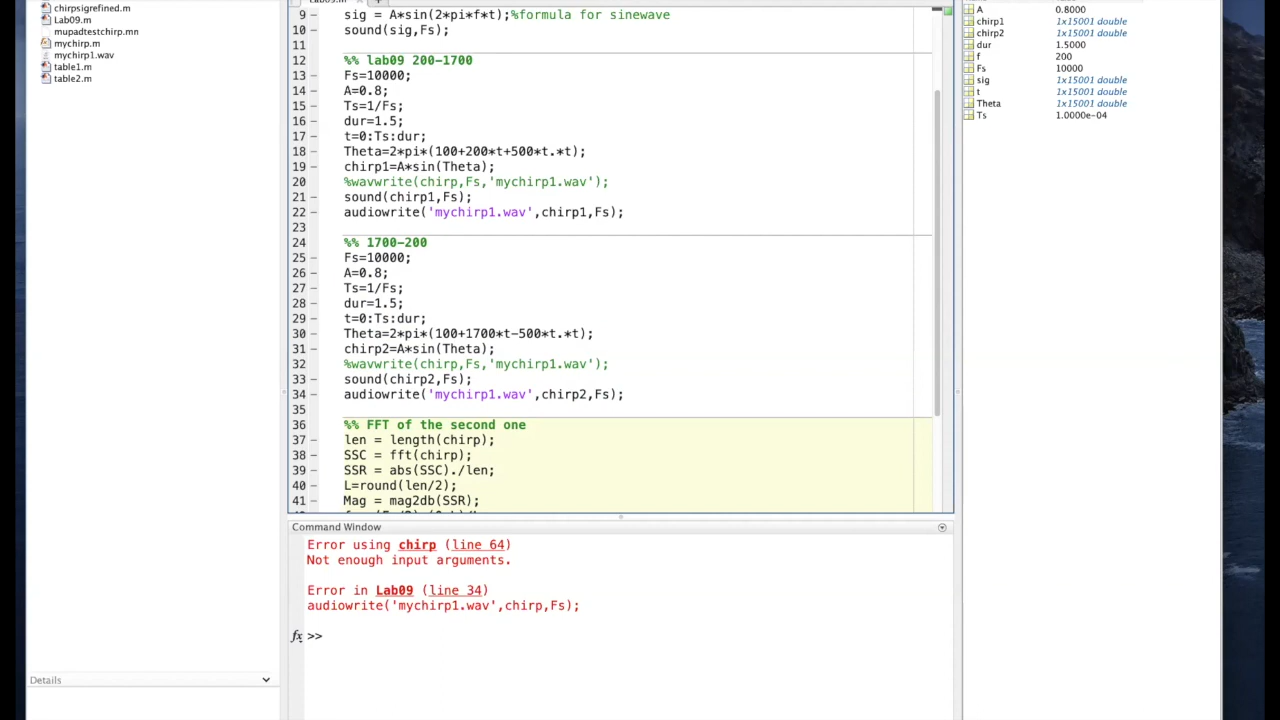 chirpsigrefined.m
Lab09.m
mupadtestchirp.mn
mychirp.m
mychirp1.wav
table1.m
table2.m
Details
Lab09.m
9 sig = A*sin(2*pi*f*t);%formula for sinewave
10 sound(sig,Fs);
11
12 %% lab09 200-1700
13 Fs=10000;
14 A=0.8;
15 Ts=1/Fs;
16 dur=1.5;
17 t=0:Ts:dur;
18 Theta=2*pi*(100+200*t+500*t.*t);
19 chirp1=A*sin(Theta);
20 %wavwrite(chirp,Fs,'mychirp1.wav');
21 sound(chirp1,Fs);
22 audiowrite('mychirp1.wav',chirp1,Fs);
23
24 %% 1700-200
25 Fs=10000;
26 A=0.8;
27 Ts=1/Fs;
28 dur=1.5;
29 t=0:Ts:dur;
30 Theta=2*pi*(100+1700*t-500*t.*t);
31 chirp2=A*sin(Theta);
32 %wavwrite(chirp,Fs,'mychirp1.wav');
33 sound(chirp2,Fs);
34 audiowrite('mychirp1.wav',chirp2,Fs);
35
36 %% FFT of the second one
37 len = length(chirp);
38 SSC = fft(chirp);
39 SSR = abs(SSC)./len;
40 L=round(len/2);
41 Mag = mag2db(SSR);
Command Window
Error using chirp (line 64)
Not enough input arguments.
Error in Lab09 (line 34)
audiowrite('mychirp1.wav',chirp,Fs);
fx >>
A 0.8000
chirp1 1x15001 double
chirp2 1x15001 double
dur 1.5000
f 200
Fs 10000
sig 1x15001 double
t 1x15001 double
Theta 1x15001 double
Ts 1.0000e-04